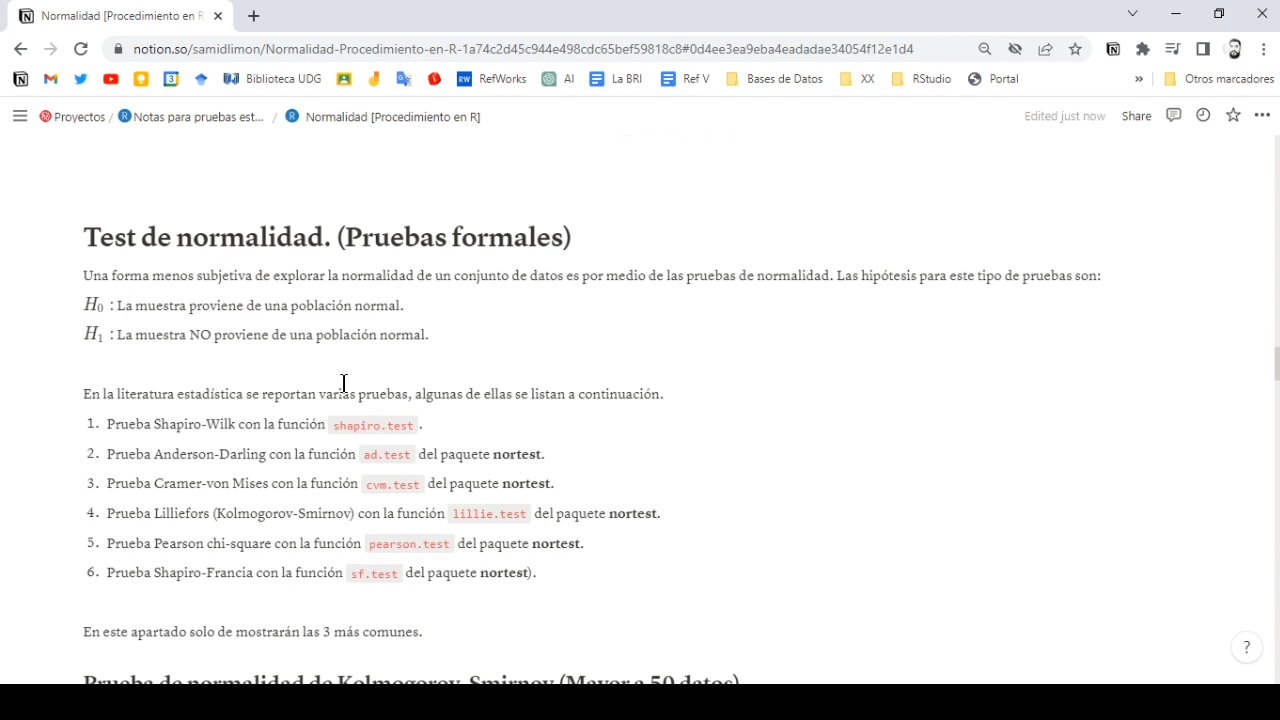 Normalidad [Procedimiento en R
notion.so/samidlimon/Normalidad-Procedimiento-en-R-1a74c2d45c944e498cdc65bef59818c8#0d4ee3ea9eba4eadadae34054f12e1d4
Biblioteca UDG RefWorks AI La BRI Ref V Bases de Datos XX RStudio Portal » Otros marcadores
Proyectos / Notas para pruebas est... / Normalidad [Procedimiento en R] Edited just now Share
Test de normalidad. (Pruebas formales)
Una forma menos subjetiva de explorar la normalidad de un conjunto de datos es por medio de las pruebas de normalidad. Las hipótesis para este tipo de pruebas son:
H₀ : La muestra proviene de una población normal.
H₁ : La muestra NO proviene de una población normal.
En la literatura estadística se reportan varias pruebas, algunas de ellas se listan a continuación.
1. Prueba Shapiro-Wilk con la función shapiro.test .
2. Prueba Anderson-Darling con la función ad.test del paquete nortest.
3. Prueba Cramer-von Mises con la función cvm.test del paquete nortest.
4. Prueba Lilliefors (Kolmogorov-Smirnov) con la función lillie.test del paquete nortest.
5. Prueba Pearson chi-square con la función pearson.test del paquete nortest.
6. Prueba Shapiro-Francia con la función sf.test del paquete nortest).
En este apartado solo de mostrarán las 3 más comunes.
Prueba de normalidad de Kolmogorov-Smirnov (Mayor a 50 datos)
?